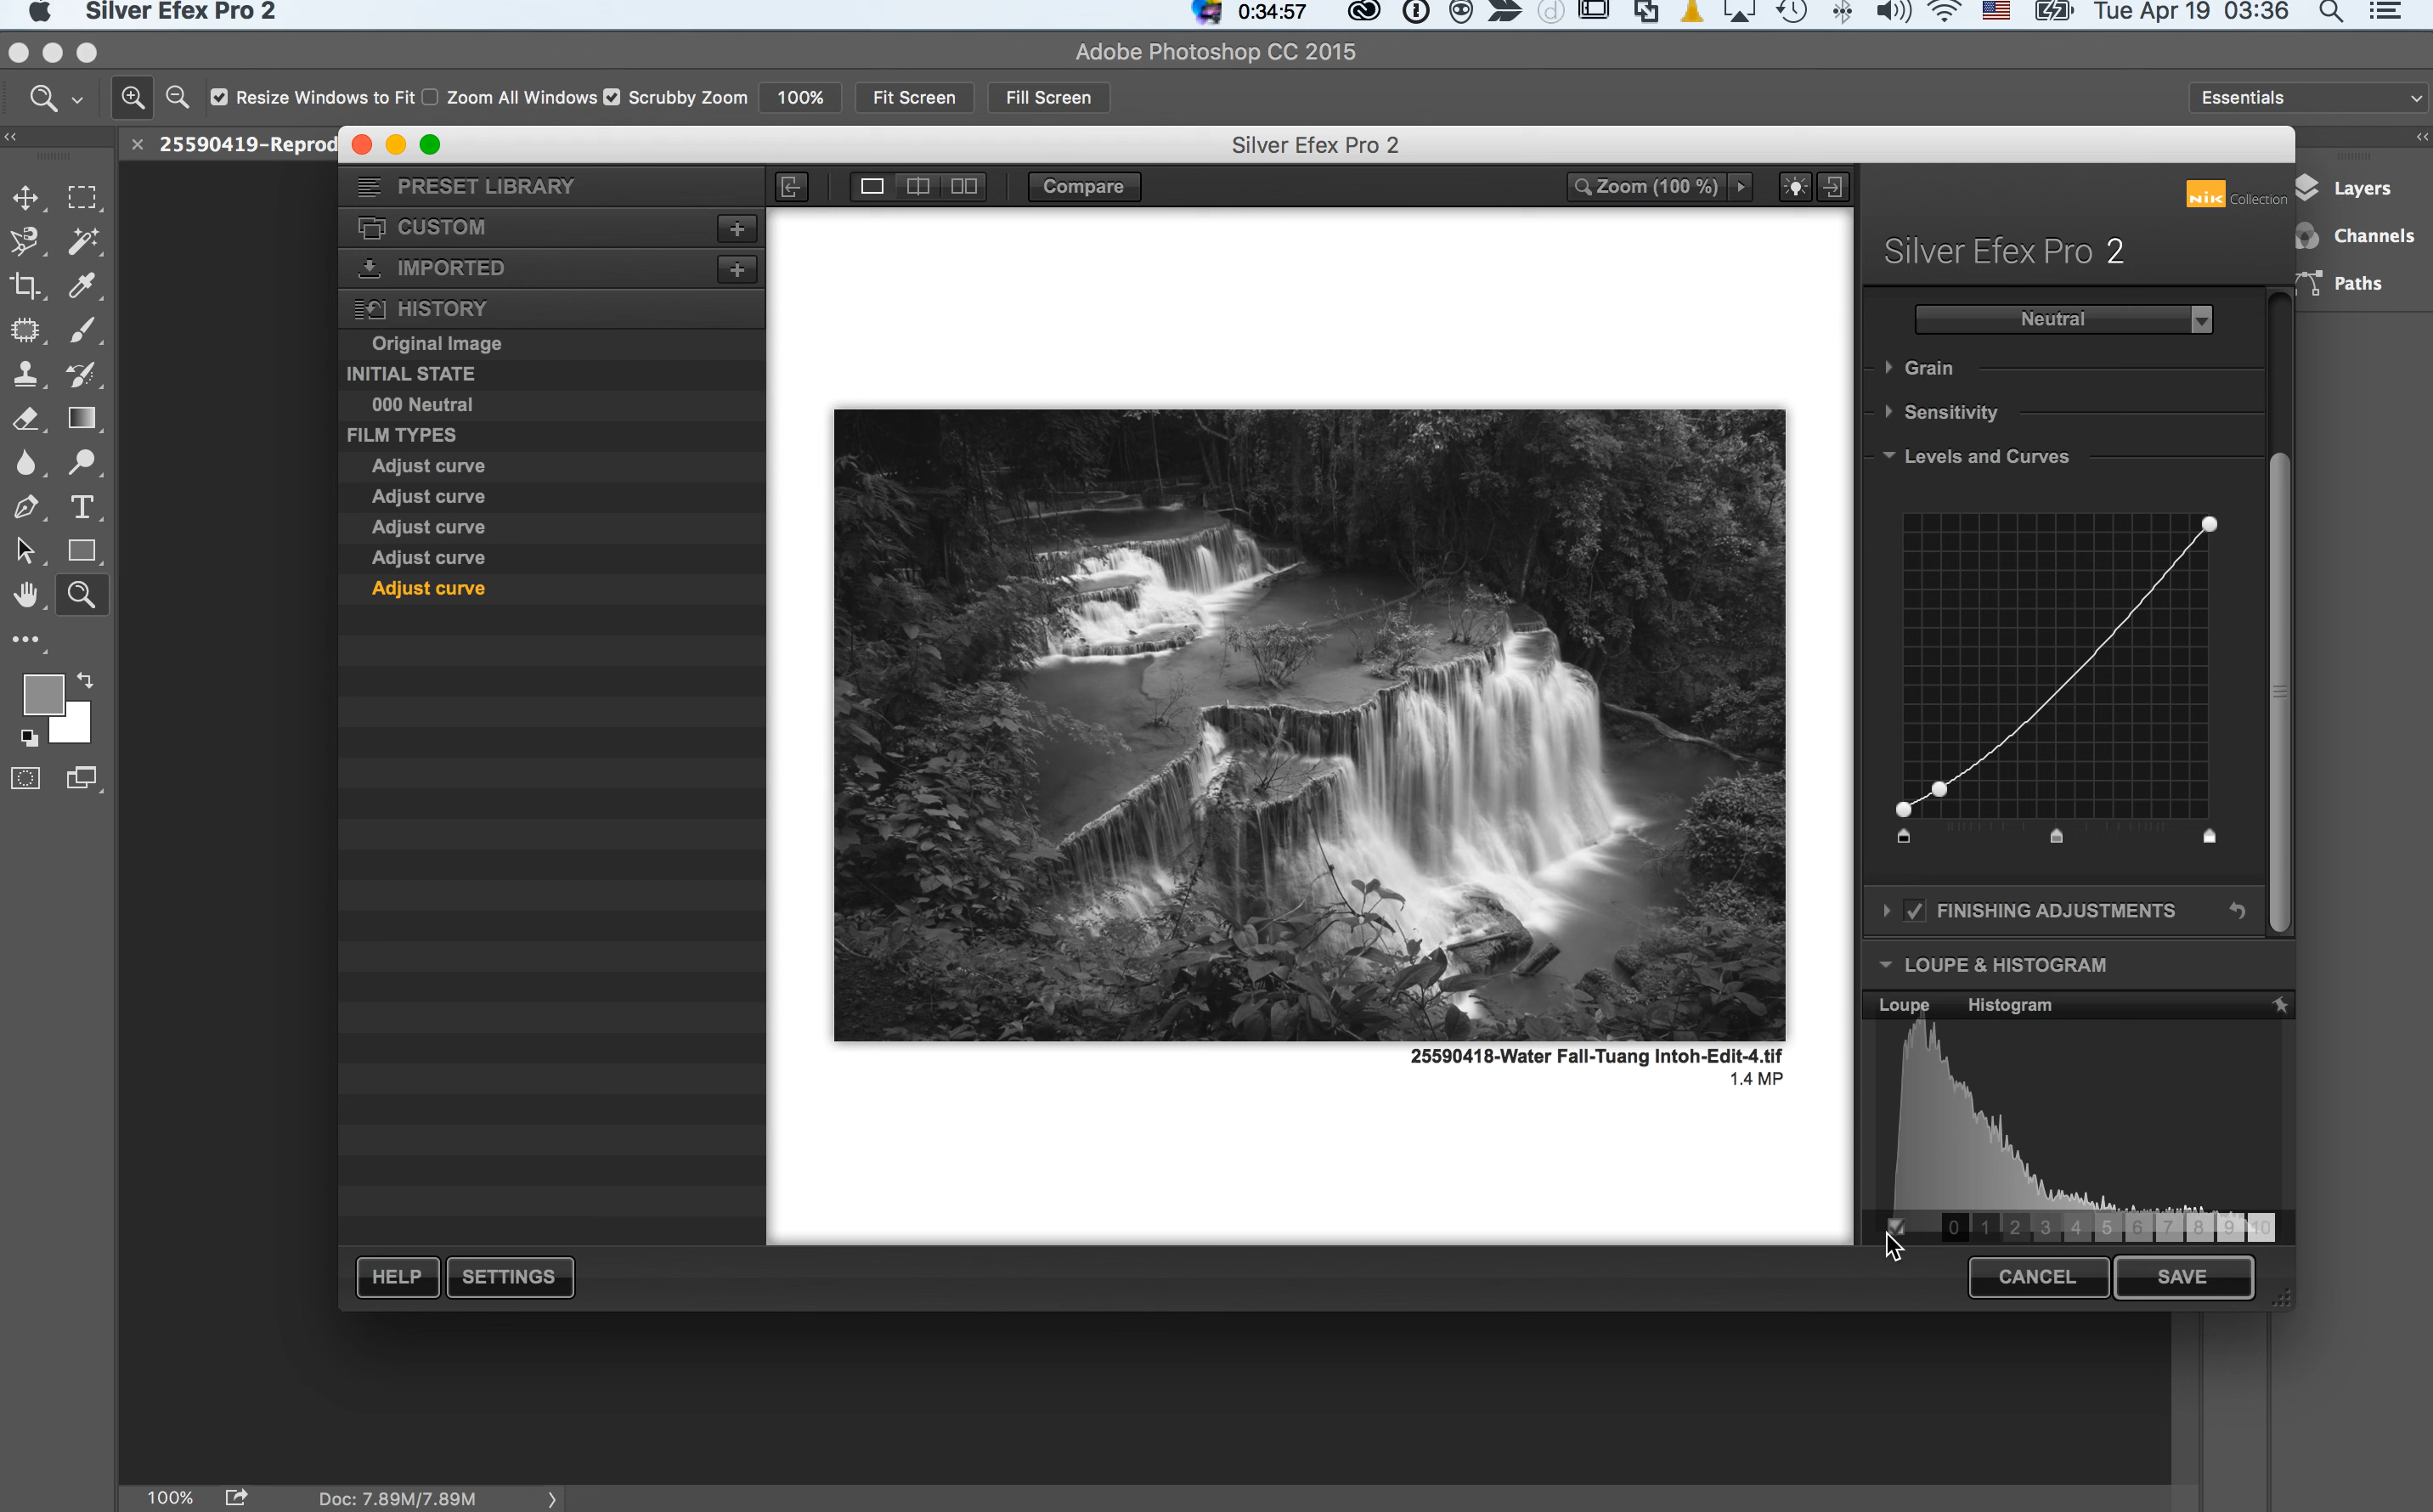 Silver Efex Pro 2
0:34:57
Tue Apr 19 03:36
Adobe Photoshop CC 2015
Resize Windows to Fit
Zoom All Windows
Scrubby Zoom
100%
Fit Screen
Fill Screen
Essentials
25590419-Reprod
Silver Efex Pro 2
PRESET LIBRARY
Compare
Zoom (100 %)
nik Collection
Layers
CUSTOM
Channels
Silver Efex Pro 2
IMPORTED
Paths
HISTORY
Neutral
Original Image
INITIAL STATE
Grain
000 Neutral
Sensitivity
FILM TYPES
Levels and Curves
Adjust curve
Adjust curve
Adjust curve
Adjust curve
Adjust curve
FINISHING ADJUSTMENTS
LOUPE & HISTOGRAM
Loupe Histogram
25590418-Water Fall-Tuang Intoh-Edit-4.tif
1.4 MP
0 1 2 3 4 5 6 7 8 9 10
HELP
SETTINGS
CANCEL
SAVE
100%
Doc: 7.89M/7.89M